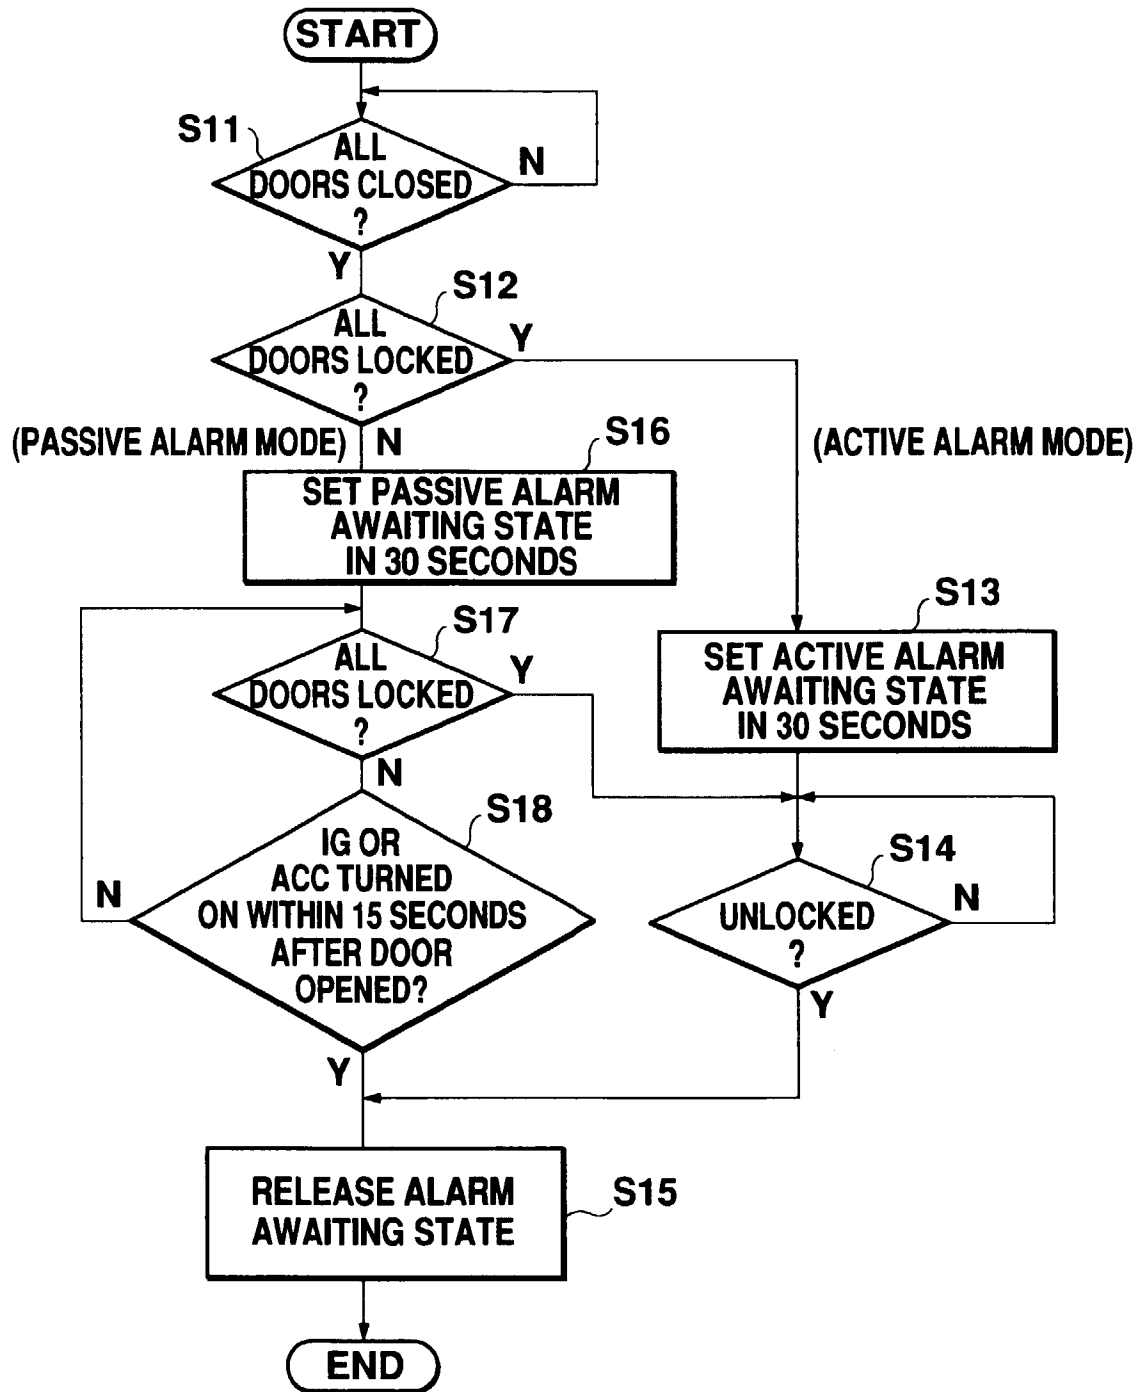 START
S11
ALL
DOORS CLOSED
?
N
Y
S12
ALL
DOORS LOCKED
?
Y
(PASSIVE ALARM MODE)
N
S16
(ACTIVE ALARM MODE)
SET PASSIVE ALARM
AWAITING STATE
IN 30 SECONDS
S17
ALL
DOORS LOCKED
?
Y
N
S13
SET ACTIVE ALARM
AWAITING STATE
IN 30 SECONDS
S18
IG OR
ACC TURNED
ON WITHIN 15 SECONDS
AFTER DOOR
OPENED?
N
Y
S14
UNLOCKED
?
N
Y
RELEASE ALARM
AWAITING STATE
S15
END